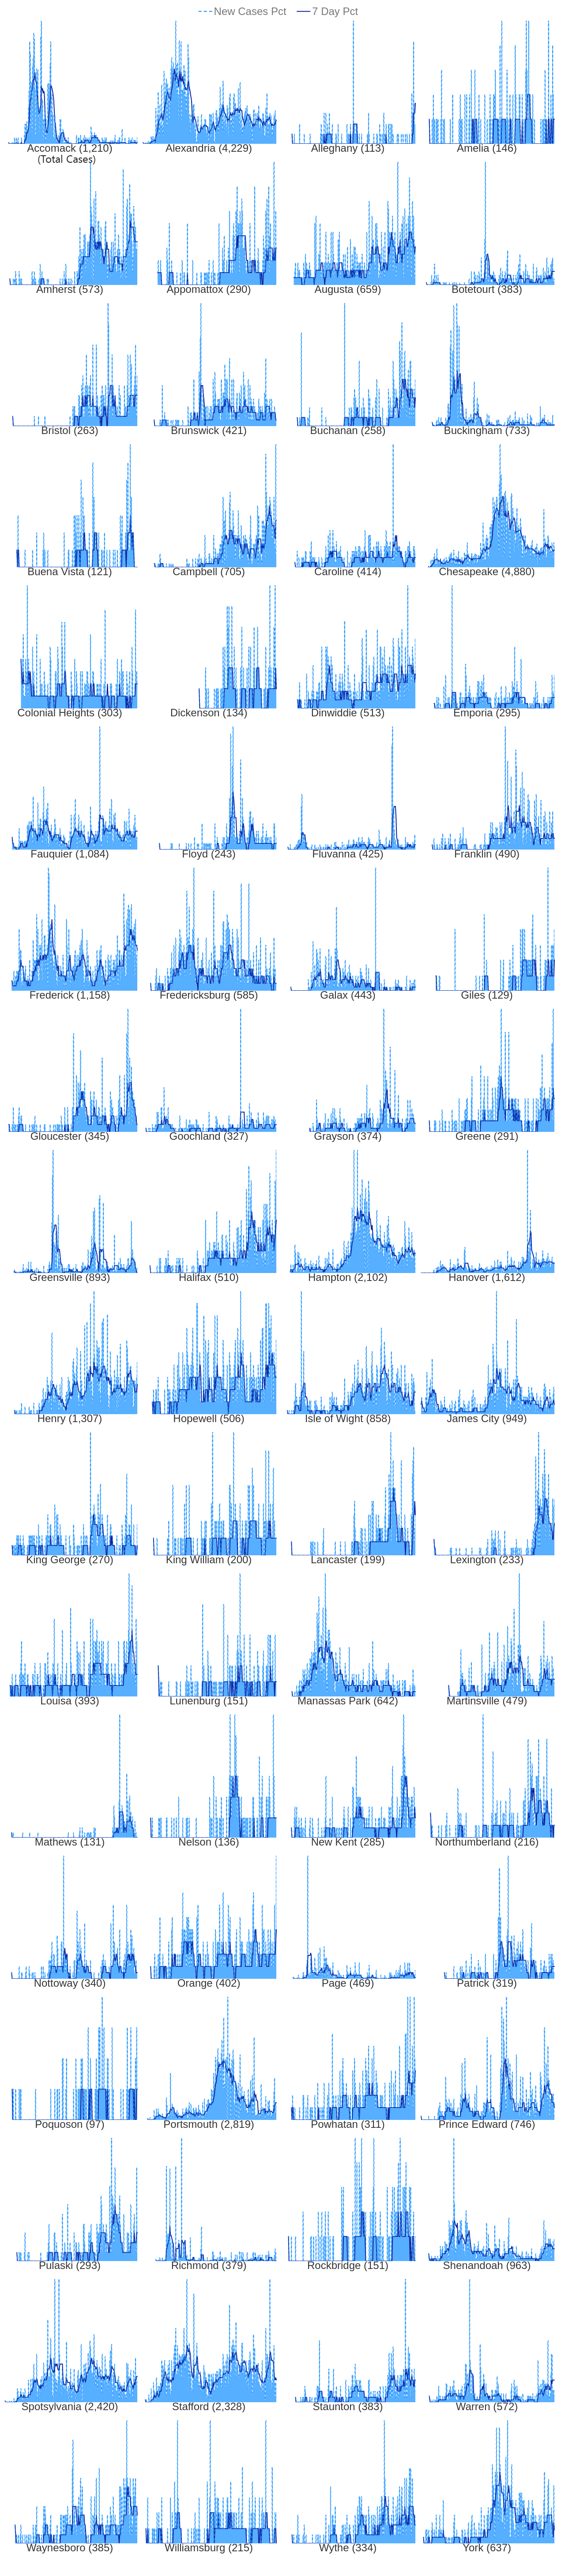 New Cases Pct 7 Day Pct
Accomack (1,210) Alexandria (4,229) Alleghany (113) Amelia (146)
(Total Cases)
Amherst (573) Appomattox (290) Augusta (659) Botetourt (383)
Bristol (263) Brunswick (421) Buchanan (258) Buckingham (733)
Buena Vista (121) Campbell (705) Caroline (414) Chesapeake (4,880)
Colonial Heights (303) Dickenson (134) Dinwiddie (513) Emporia (295)
Fauquier (1,084) Floyd (243) Fluvanna (425) Franklin (490)
Frederick (1,158) Fredericksburg (585) Galax (443) Giles (129)
Gloucester (345) Goochland (327) Grayson (374) Greene (291)
Greensville (893) Halifax (510) Hampton (2,102) Hanover (1,612)
Henry (1,307) Hopewell (506) Isle of Wight (858) James City (949)
King George (270) King William (200) Lancaster (199) Lexington (233)
Louisa (393) Lunenburg (151) Manassas Park (642) Martinsville (479)
Mathews (131) Nelson (136) New Kent (285) Northumberland (216)
Nottoway (340) Orange (402) Page (469) Patrick (319)
Poquoson (97) Portsmouth (2,819) Powhatan (311) Prince Edward (746)
Pulaski (293) Richmond (379) Rockbridge (151) Shenandoah (963)
Spotsylvania (2,420) Stafford (2,328) Staunton (383) Warren (572)
Waynesboro (385) Williamsburg (215) Wythe (334) York (637)